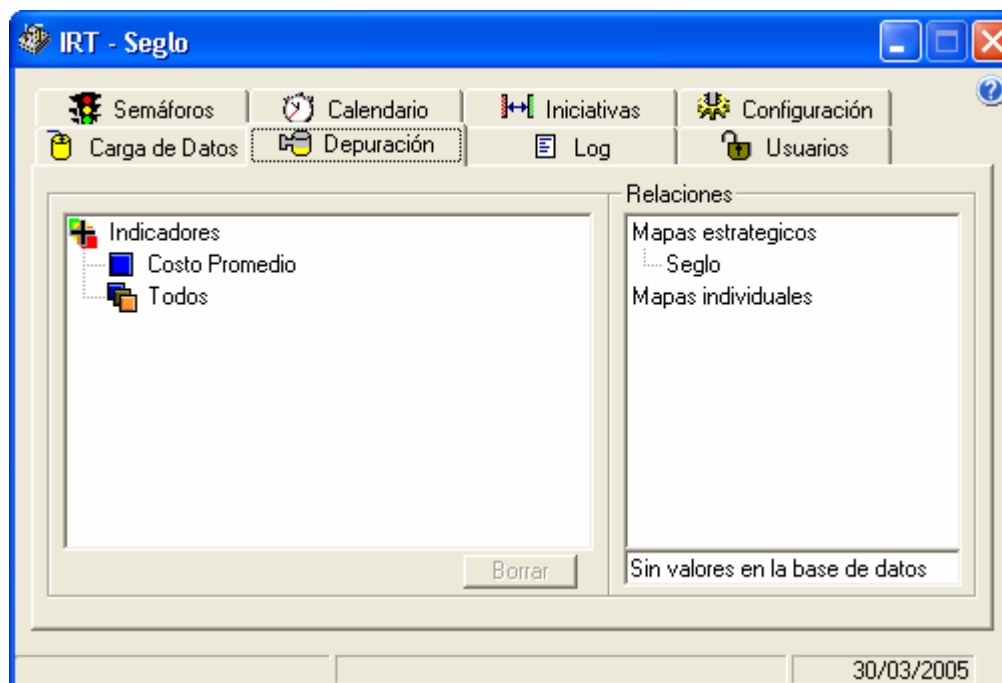 IRT - Seglo
Semáforos
Calendario
Iniciativas
Configuración
Carga de Datos
Depuración
Log
Usuarios
Indicadores
Costo Promedio
Todos
Borrar
Relaciones
Mapas estrategicos
Seglo
Mapas individuales
Sin valores en la base de datos
30/03/2005